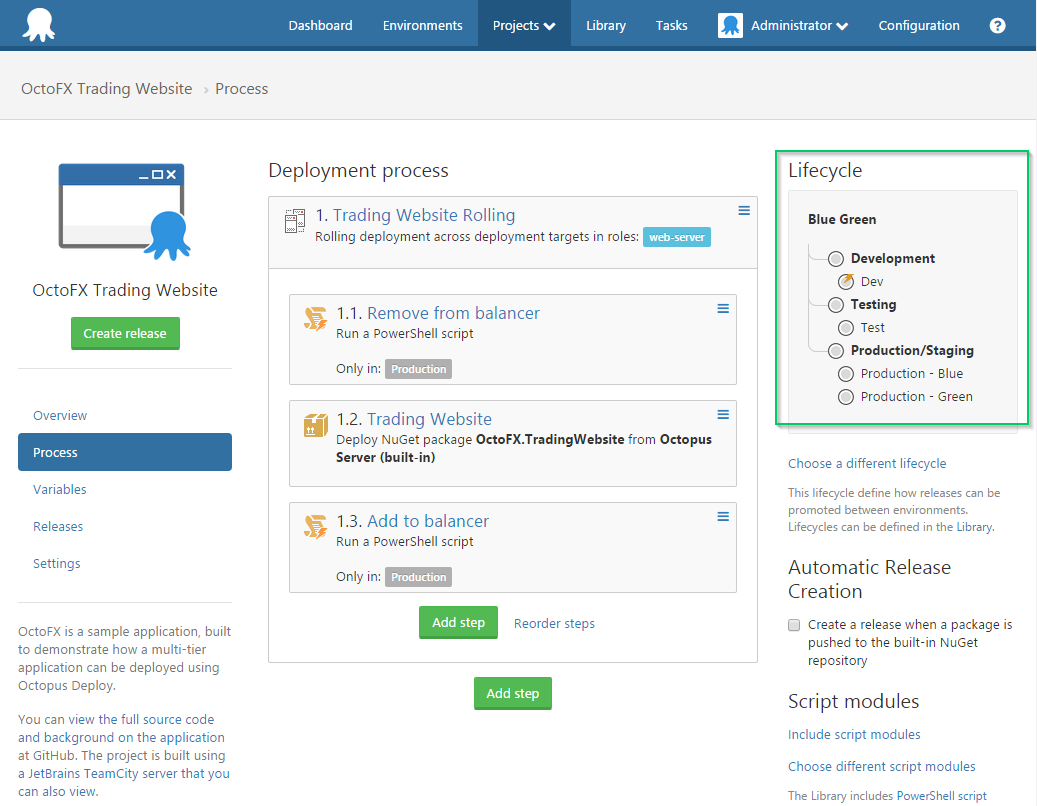 Dashboard
Environments
Projects
Library
Tasks
Administrator
Configuration
?
OctoFX Trading Website › Process
OctoFX Trading Website
Create release
Overview
Process
Variables
Releases
Settings
OctoFX is a sample application, built
to demonstrate how a multi-tier
application can be deployed using
Octopus Deploy.
You can view the full source code
and background on the application
at GitHub. The project is built using
a JetBrains TeamCity server that you
can also view.
Deployment process
1. Trading Website Rolling
Rolling deployment across deployment targets in roles: web-server
1.1. Remove from balancer
Run a PowerShell script
Only in: Production
1.2. Trading Website
Deploy NuGet package OctoFX.TradingWebsite from Octopus
Server (built-in)
1.3. Add to balancer
Run a PowerShell script
Only in: Production
Add step
Reorder steps
Add step
Lifecycle
Blue Green
Development
Dev
Testing
Test
Production/Staging
Production - Blue
Production - Green
Choose a different lifecycle
This lifecycle define how releases can be
promoted between environments.
Lifecycles can be defined in the Library.
Automatic Release
Creation
Create a release when a package is
pushed to the built-in NuGet
repository
Script modules
Include script modules
Choose different script modules
The Library includes PowerShell script